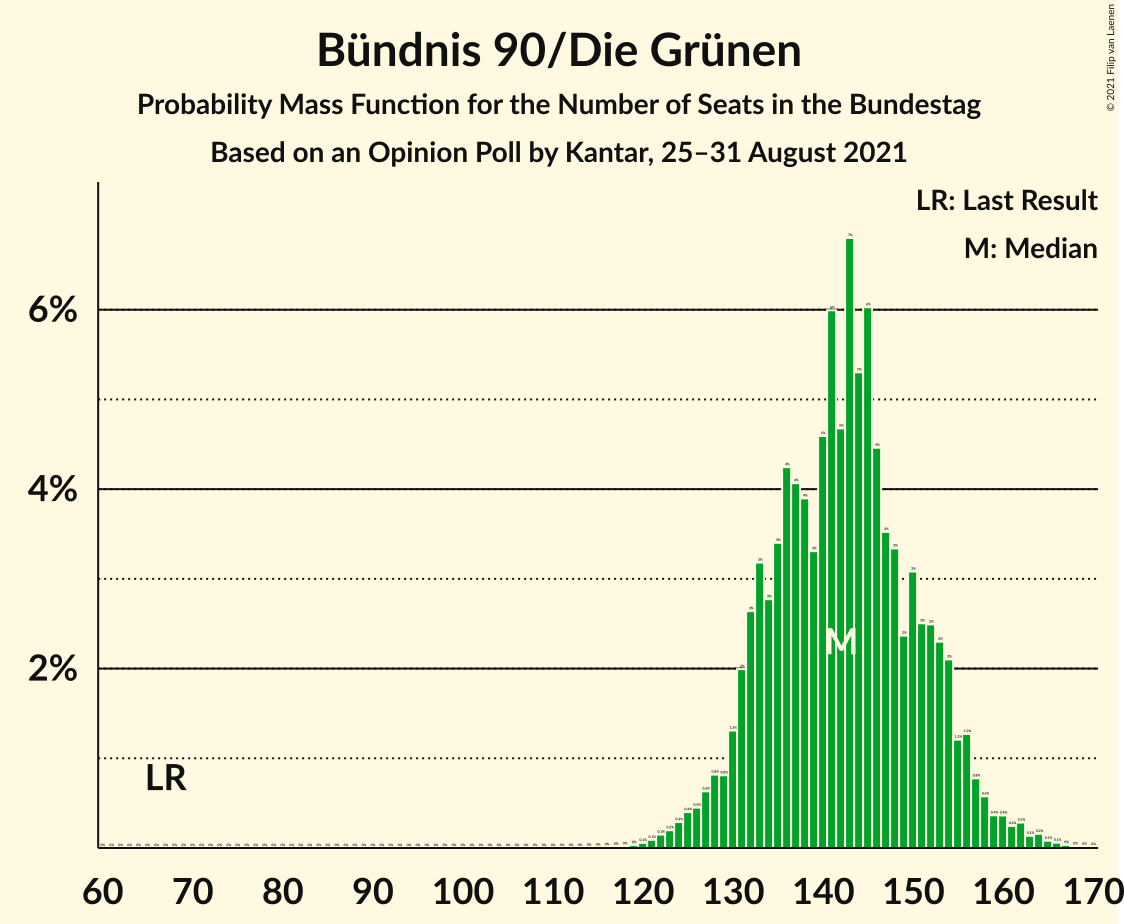 Bündnis 90/Die Grünen
Probability Mass Function for the Number of Seats in the Bundestag
Based on an Opinion Poll by Kantar, 25–31 August 2021
© 2021 Filip van Laenen
LR: Last Result
M: Median
6%
4%
2%
LR
M
60 70 80 90 100 110 120 130 140 150 160 170